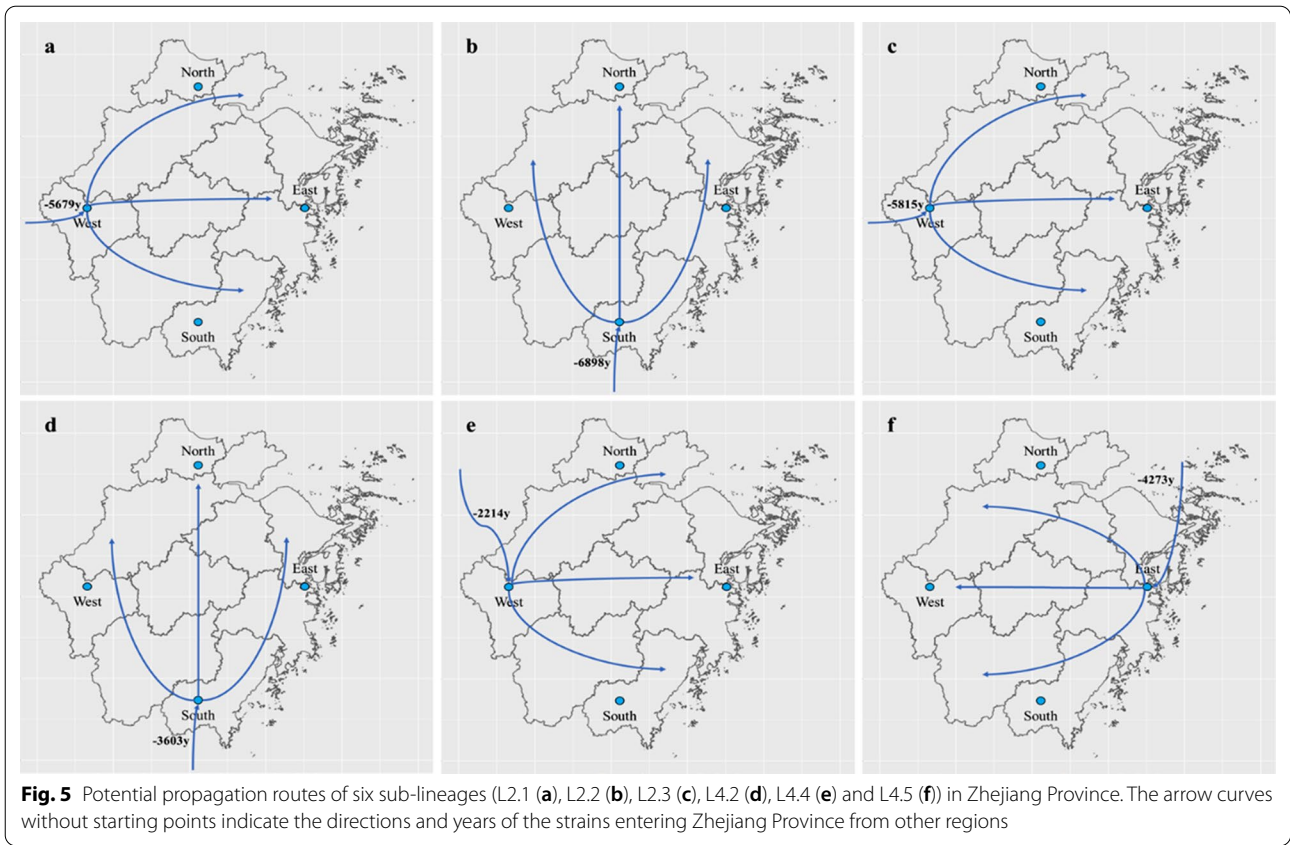 a
North
-5679y
West
East
South
b
North
West
East
South
-6898y
c
North
-5815y
West
East
South
d
North
West
East
South
-3603y
e
North
-2214y
West
East
South
f
North
-4273y
East
West
South
Fig. 5 Potential propagation routes of six sub-lineages (L2.1 (a), L2.2 (b), L2.3 (c), L4.2 (d), L4.4 (e) and L4.5 (f)) in Zhejiang Province. The arrow curves
without starting points indicate the directions and years of the strains entering Zhejiang Province from other regions